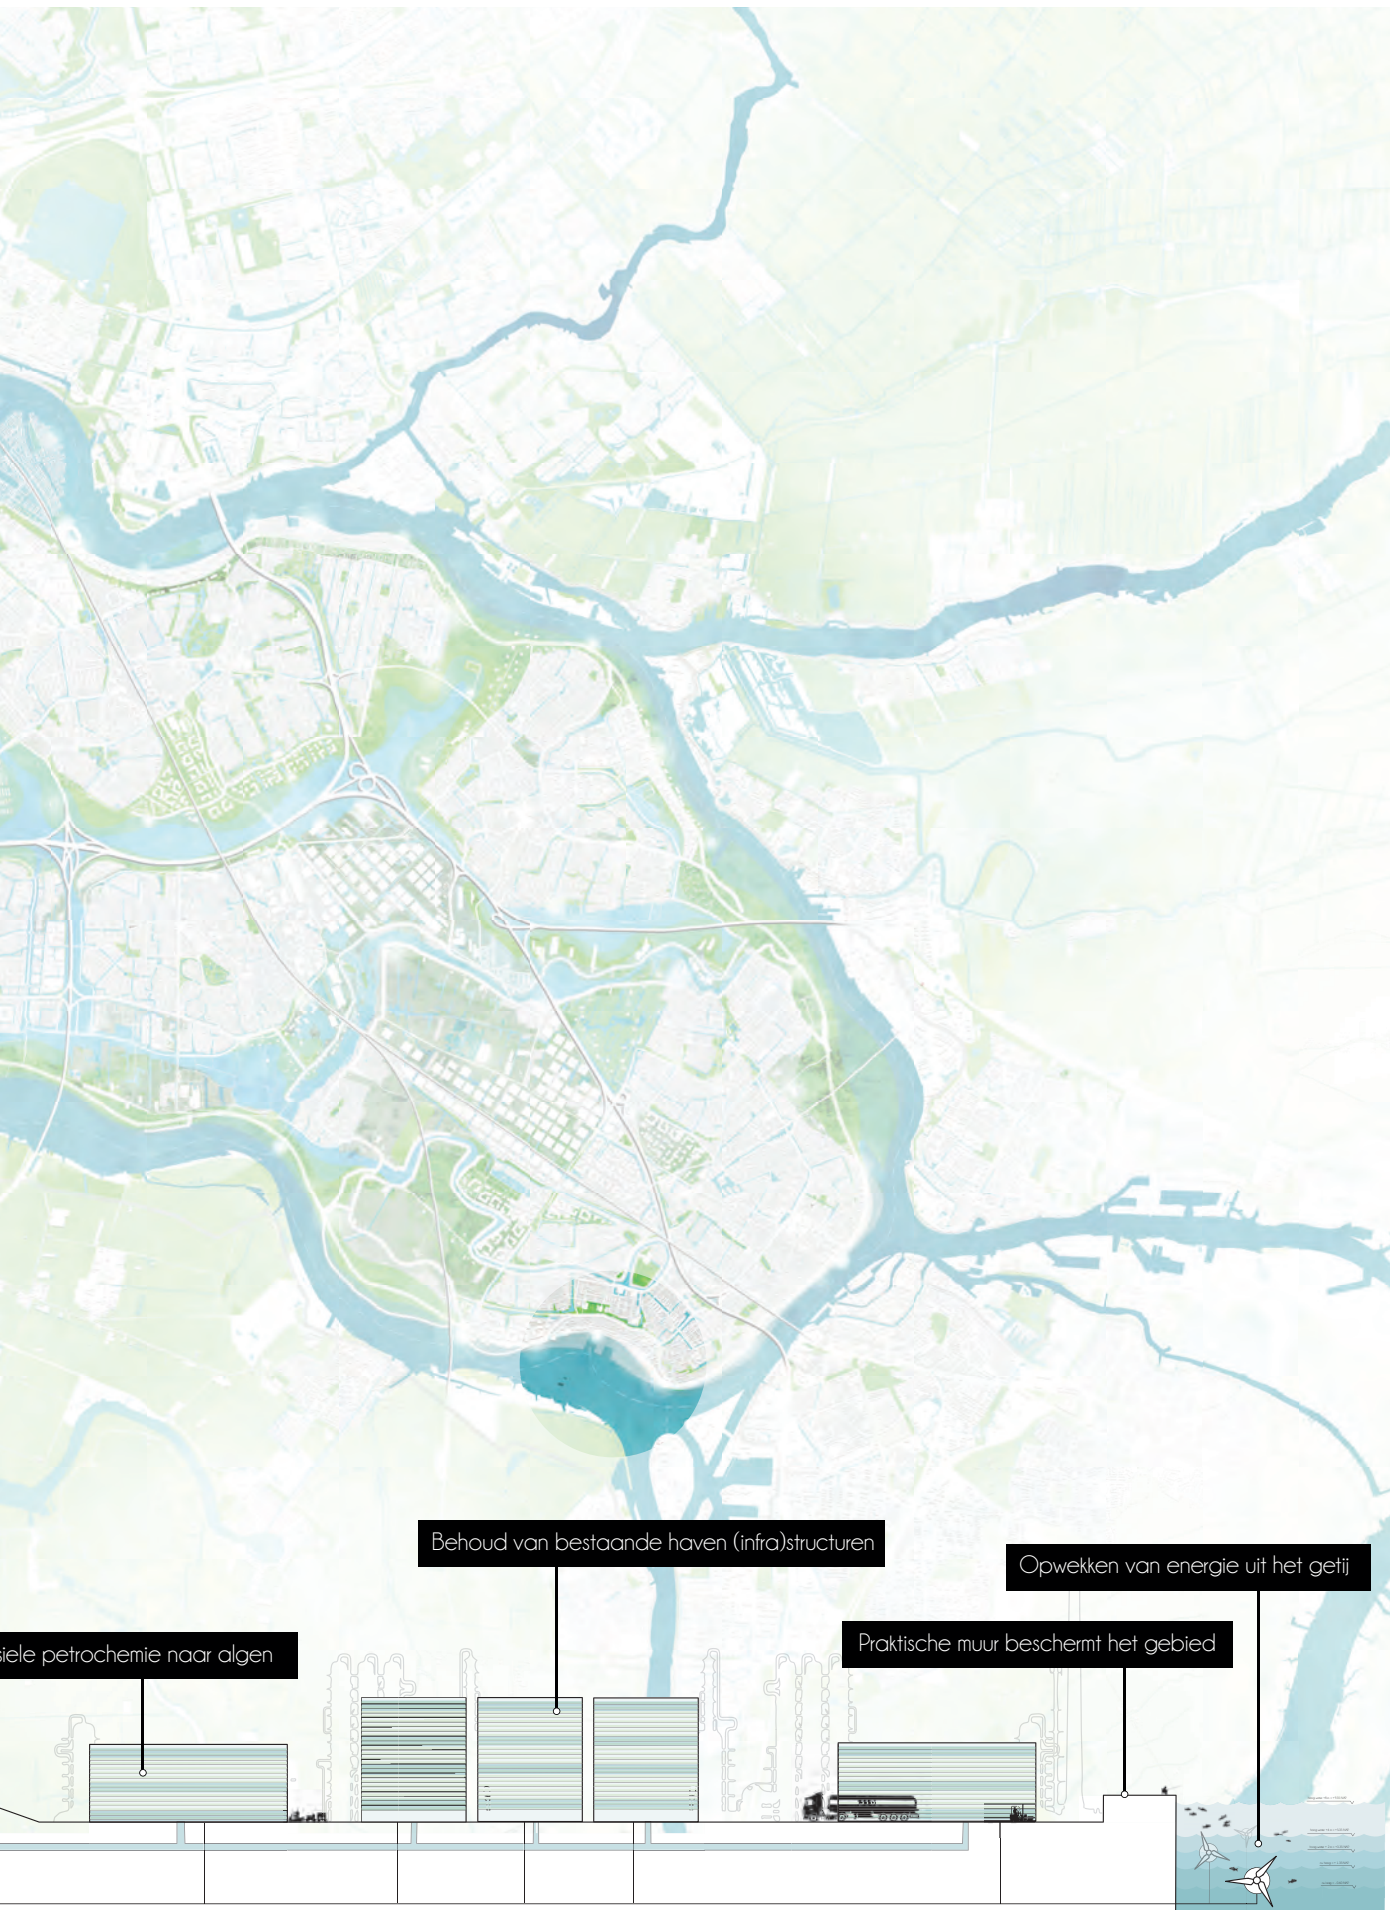 Behoud van bestaande haven (infra)structuren
Opwekken van energie uit het getij
Praktische muur beschermt het gebied
siele petrochemie naar algen